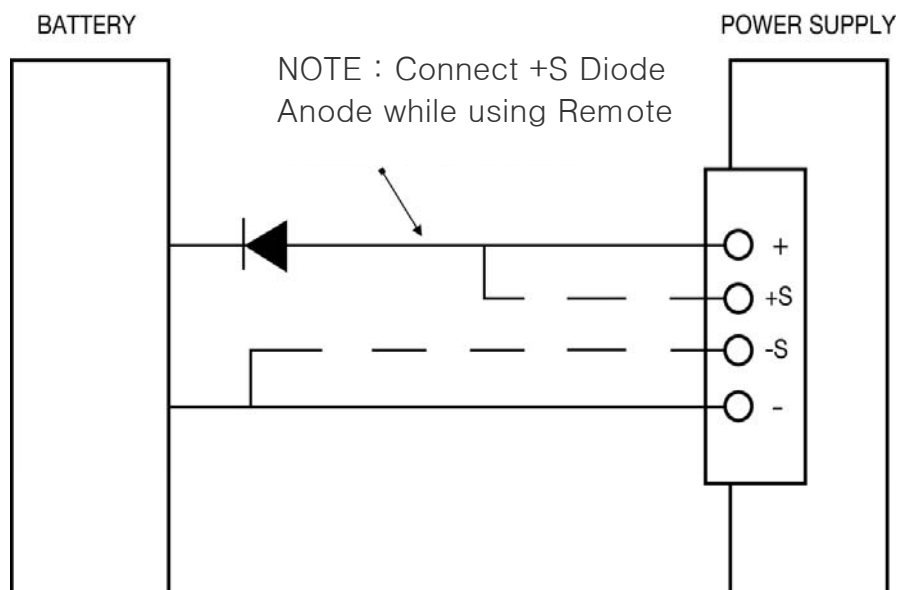 BATTERY
POWER SUPPLY
NOTE : Connect +S Diode
Anode while using Remote
+
+S
-S
-